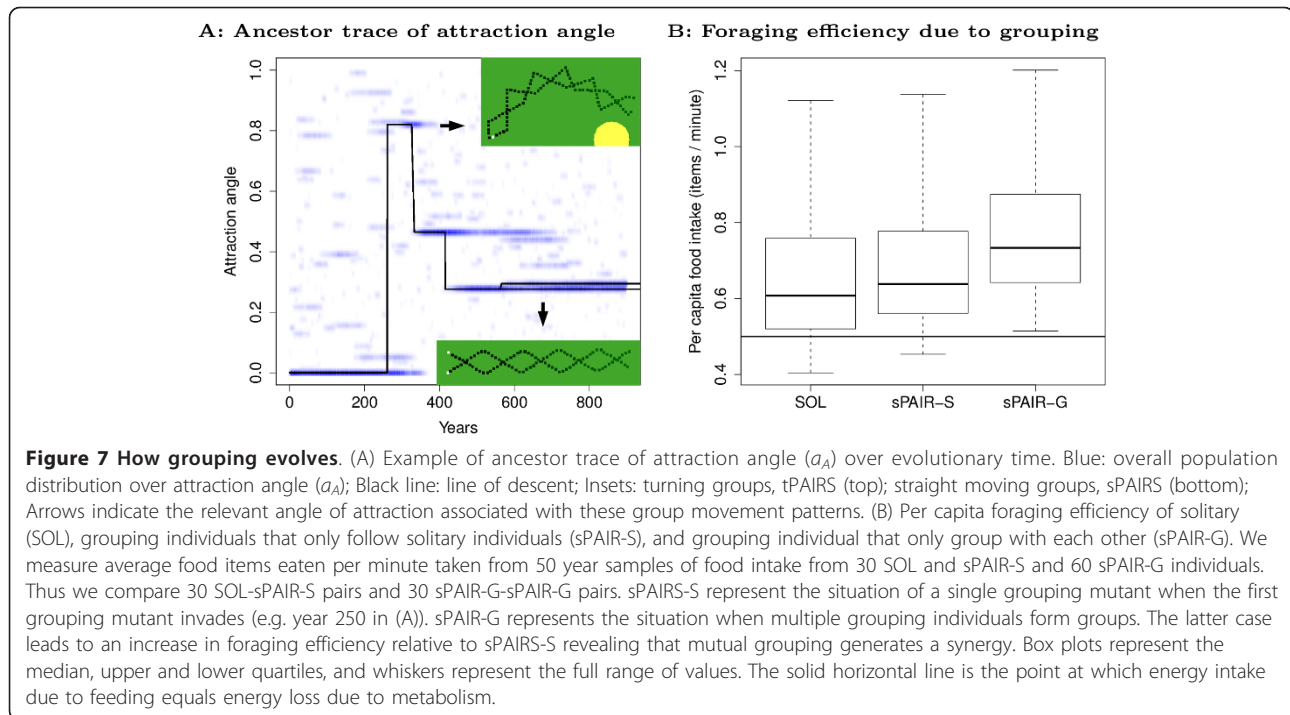 A: Ancestor trace of attraction angle
B: Foraging efficiency due to grouping
Attraction angle
1.0
0.8
0.6
0.4
0.2
0.0
0
200
400
600
800
Years
Per capita food intake (items / minute)
1.2
1.0
0.8
0.6
0.4
SOL
sPAIR-S
sPAIR-G
Figure 7 How grouping evolves. (A) Example of ancestor trace of attraction angle (aA) over evolutionary time. Blue: overall population
distribution over attraction angle (aA); Black line: line of descent; Insets: turning groups, tPAIRS (top); straight moving groups, sPAIRS (bottom);
Arrows indicate the relevant angle of attraction associated with these group movement patterns. (B) Per capita foraging efficiency of solitary
(SOL), grouping individuals that only follow solitary individuals (sPAIR-S), and grouping individual that only group with each other (sPAIR-G). We
measure average food items eaten per minute taken from 50 year samples of food intake from 30 SOL and sPAIR-S and 60 sPAIR-G individuals.
Thus we compare 30 SOL-sPAIR-S pairs and 30 sPAIR-G-sPAIR-G pairs. sPAIRS-S represent the situation of a single grouping mutant when the first
grouping mutant invades (e.g. year 250 in (A)). sPAIR-G represents the situation when multiple grouping individuals form groups. The latter case
leads to an increase in foraging efficiency relative to sPAIRS-S revealing that mutual grouping generates a synergy. Box plots represent the
median, upper and lower quartiles, and whiskers represent the full range of values. The solid horizontal line is the point at which energy intake
due to feeding equals energy loss due to metabolism.